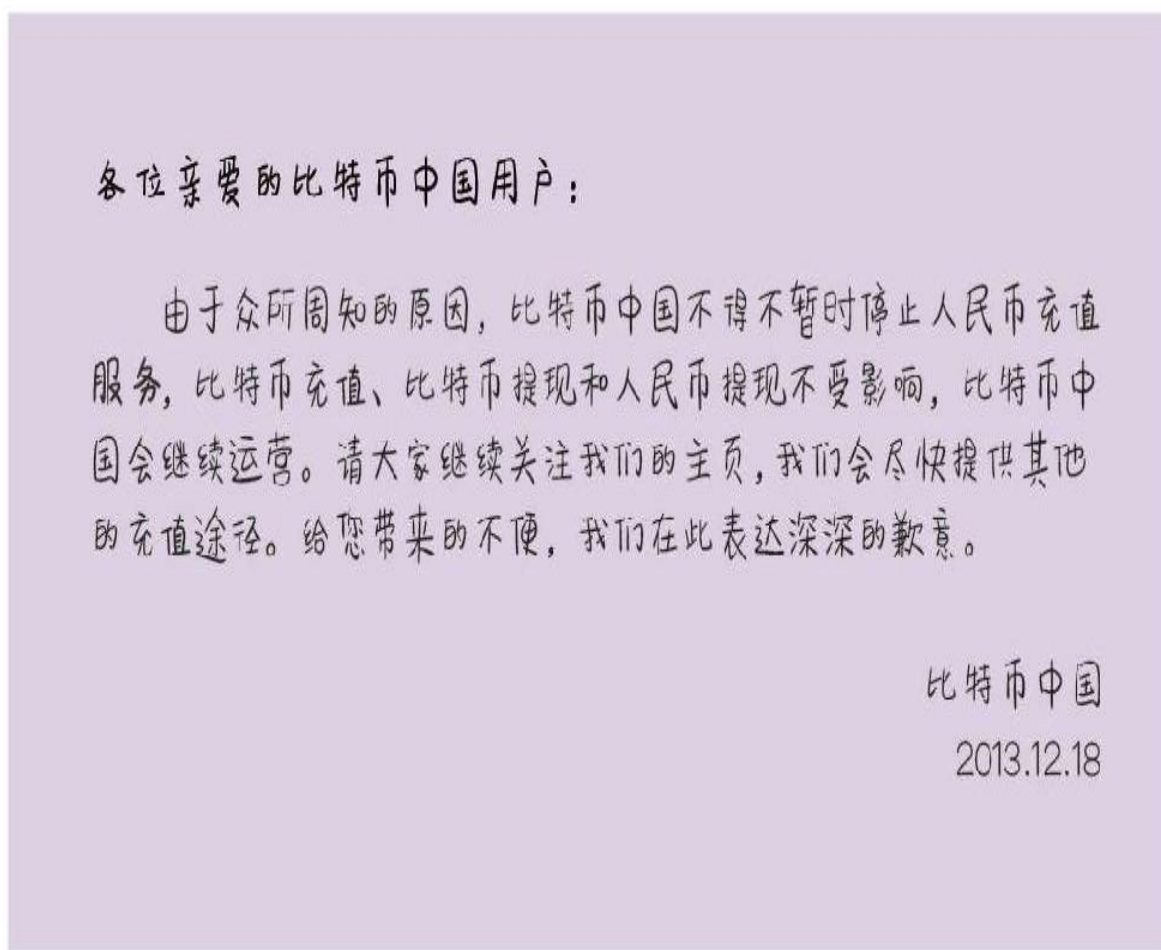 各位亲爱的比特币中国用户：
由于众所周知的原因，比特币中国不得不暂时停止人民币充值
服务，比特币充值、比特币提现和人民币提现不受影响，比特币中
国会继续运营。请大家继续关注我们的主页，我们会尽快提供其他
的充值途径。给您带来的不便，我们在此表达深深的歉意。
比特币中国
2013.12.18